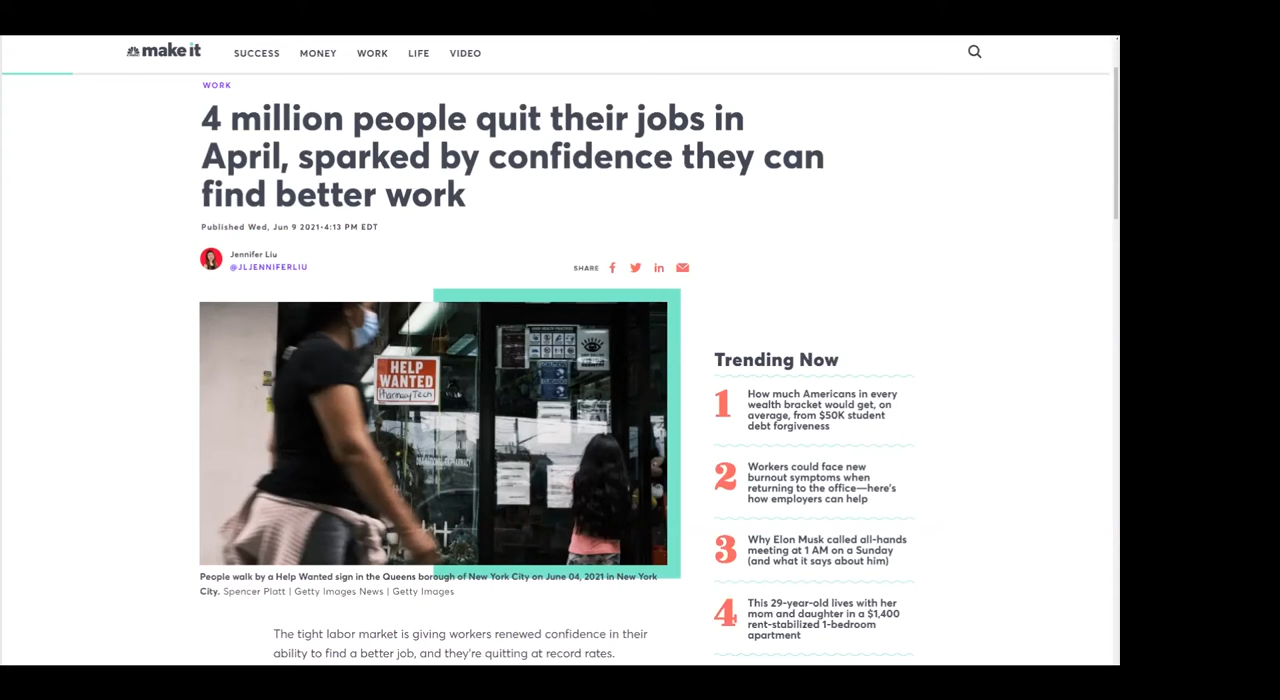 make it
SUCCESS MONEY WORK LIFE VIDEO
WORK
4 million people quit their jobs in
April, sparked by confidence they can
find better work
Published Wed, Jun 9 2021•4:13 PM EDT
Jennifer Liu
@JLJENNIFERLIU
SHARE
HELP
WANTED
Pharmacy Tech
People walk by a Help Wanted sign in the Queens borough of New York City on June 04, 2021 in New York
City. Spencer Platt | Getty Images News | Getty Images
The tight labor market is giving workers renewed confidence in their
ability to find a better job, and they're quitting at record rates.
Trending Now
1
How much Americans in every
wealth bracket would get, on
average, from $50K student
debt forgiveness
2
Workers could face new
burnout symptoms when
returning to the office—here's
how employers can help
3
Why Elon Musk called all-hands
meeting at 1 AM on a Sunday
(and what it says about him)
4
This 29-year-old lives with her
mom and daughter in a $1,400
rent-stabilized 1-bedroom
apartment